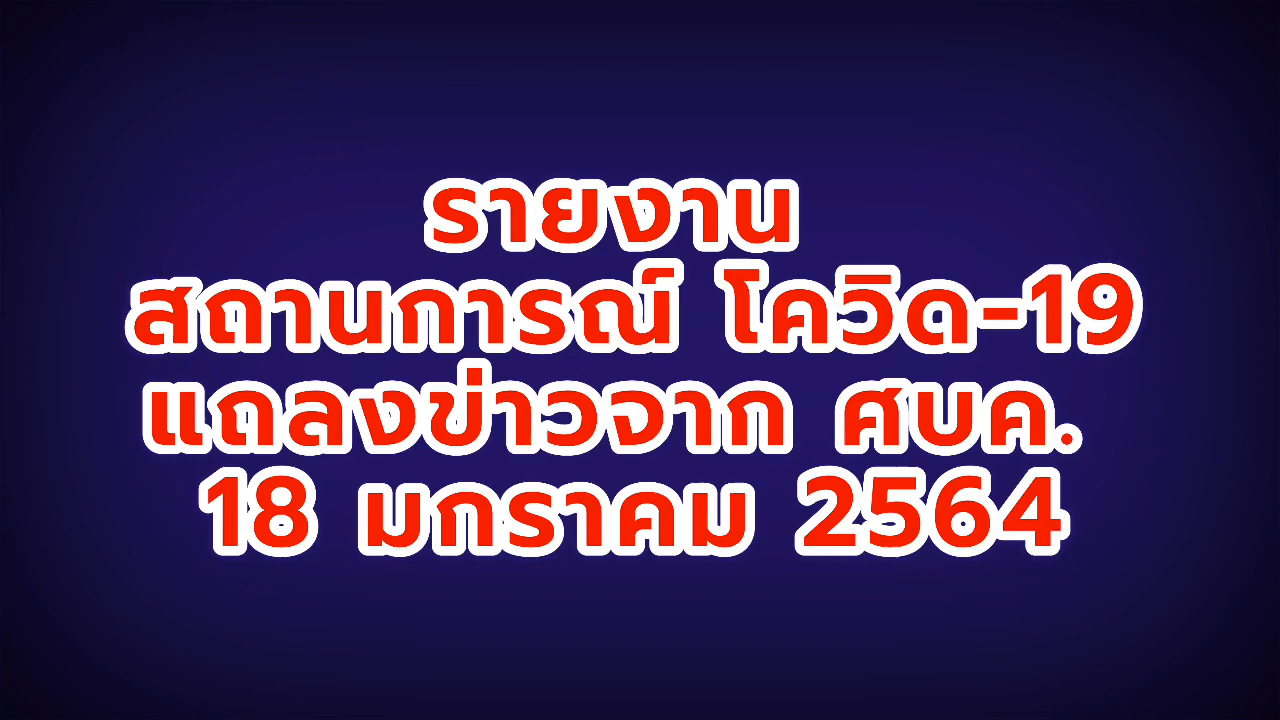 รายงาน
สถานการณ์ โควิด-19
แถลงข่าวจาก ศบค.
18 มกราคม 2564